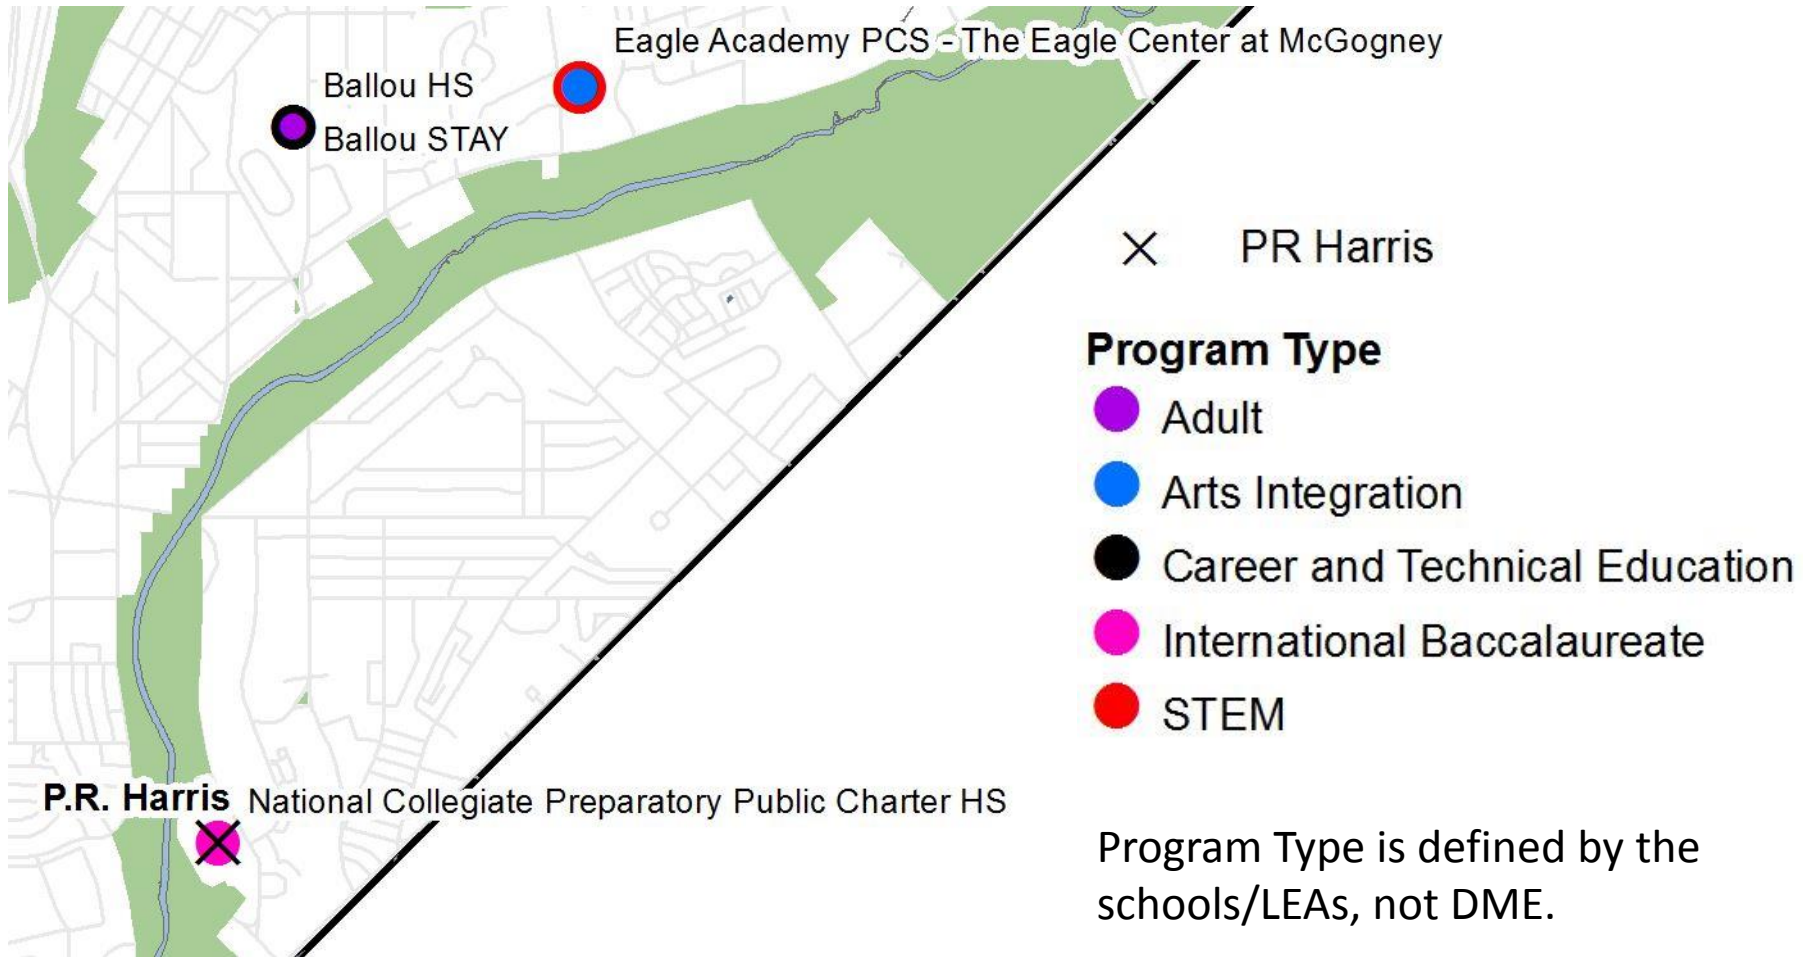 Eagle Academy PCS - The Eagle Center at McGogney
Ballou HS
Ballou STAY
PR Harris
Program Type
Adult
Arts Integration
Career and Technical Education
International Baccalaureate
STEM
P.R. Harris National Collegiate Preparatory Public Charter HS
Program Type is defined by the
schools/LEAs, not DME.